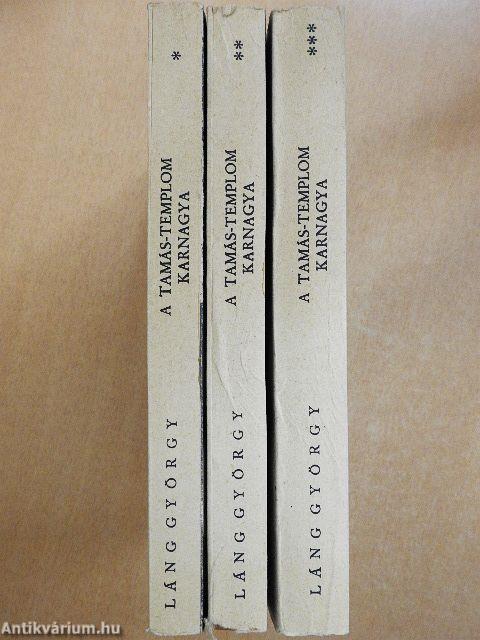 LÁNG GYÖRGY
A TAMÁS-TEMPLOM
KARNAGYA
*
LÁNG GYÖRGY
A TAMÁS-TEMPLOM
KARNAGYA
**
LÁNG GYÖRGY
A TAMÁS-TEMPLOM
KARNAGYA
***
Antikvárium.hu